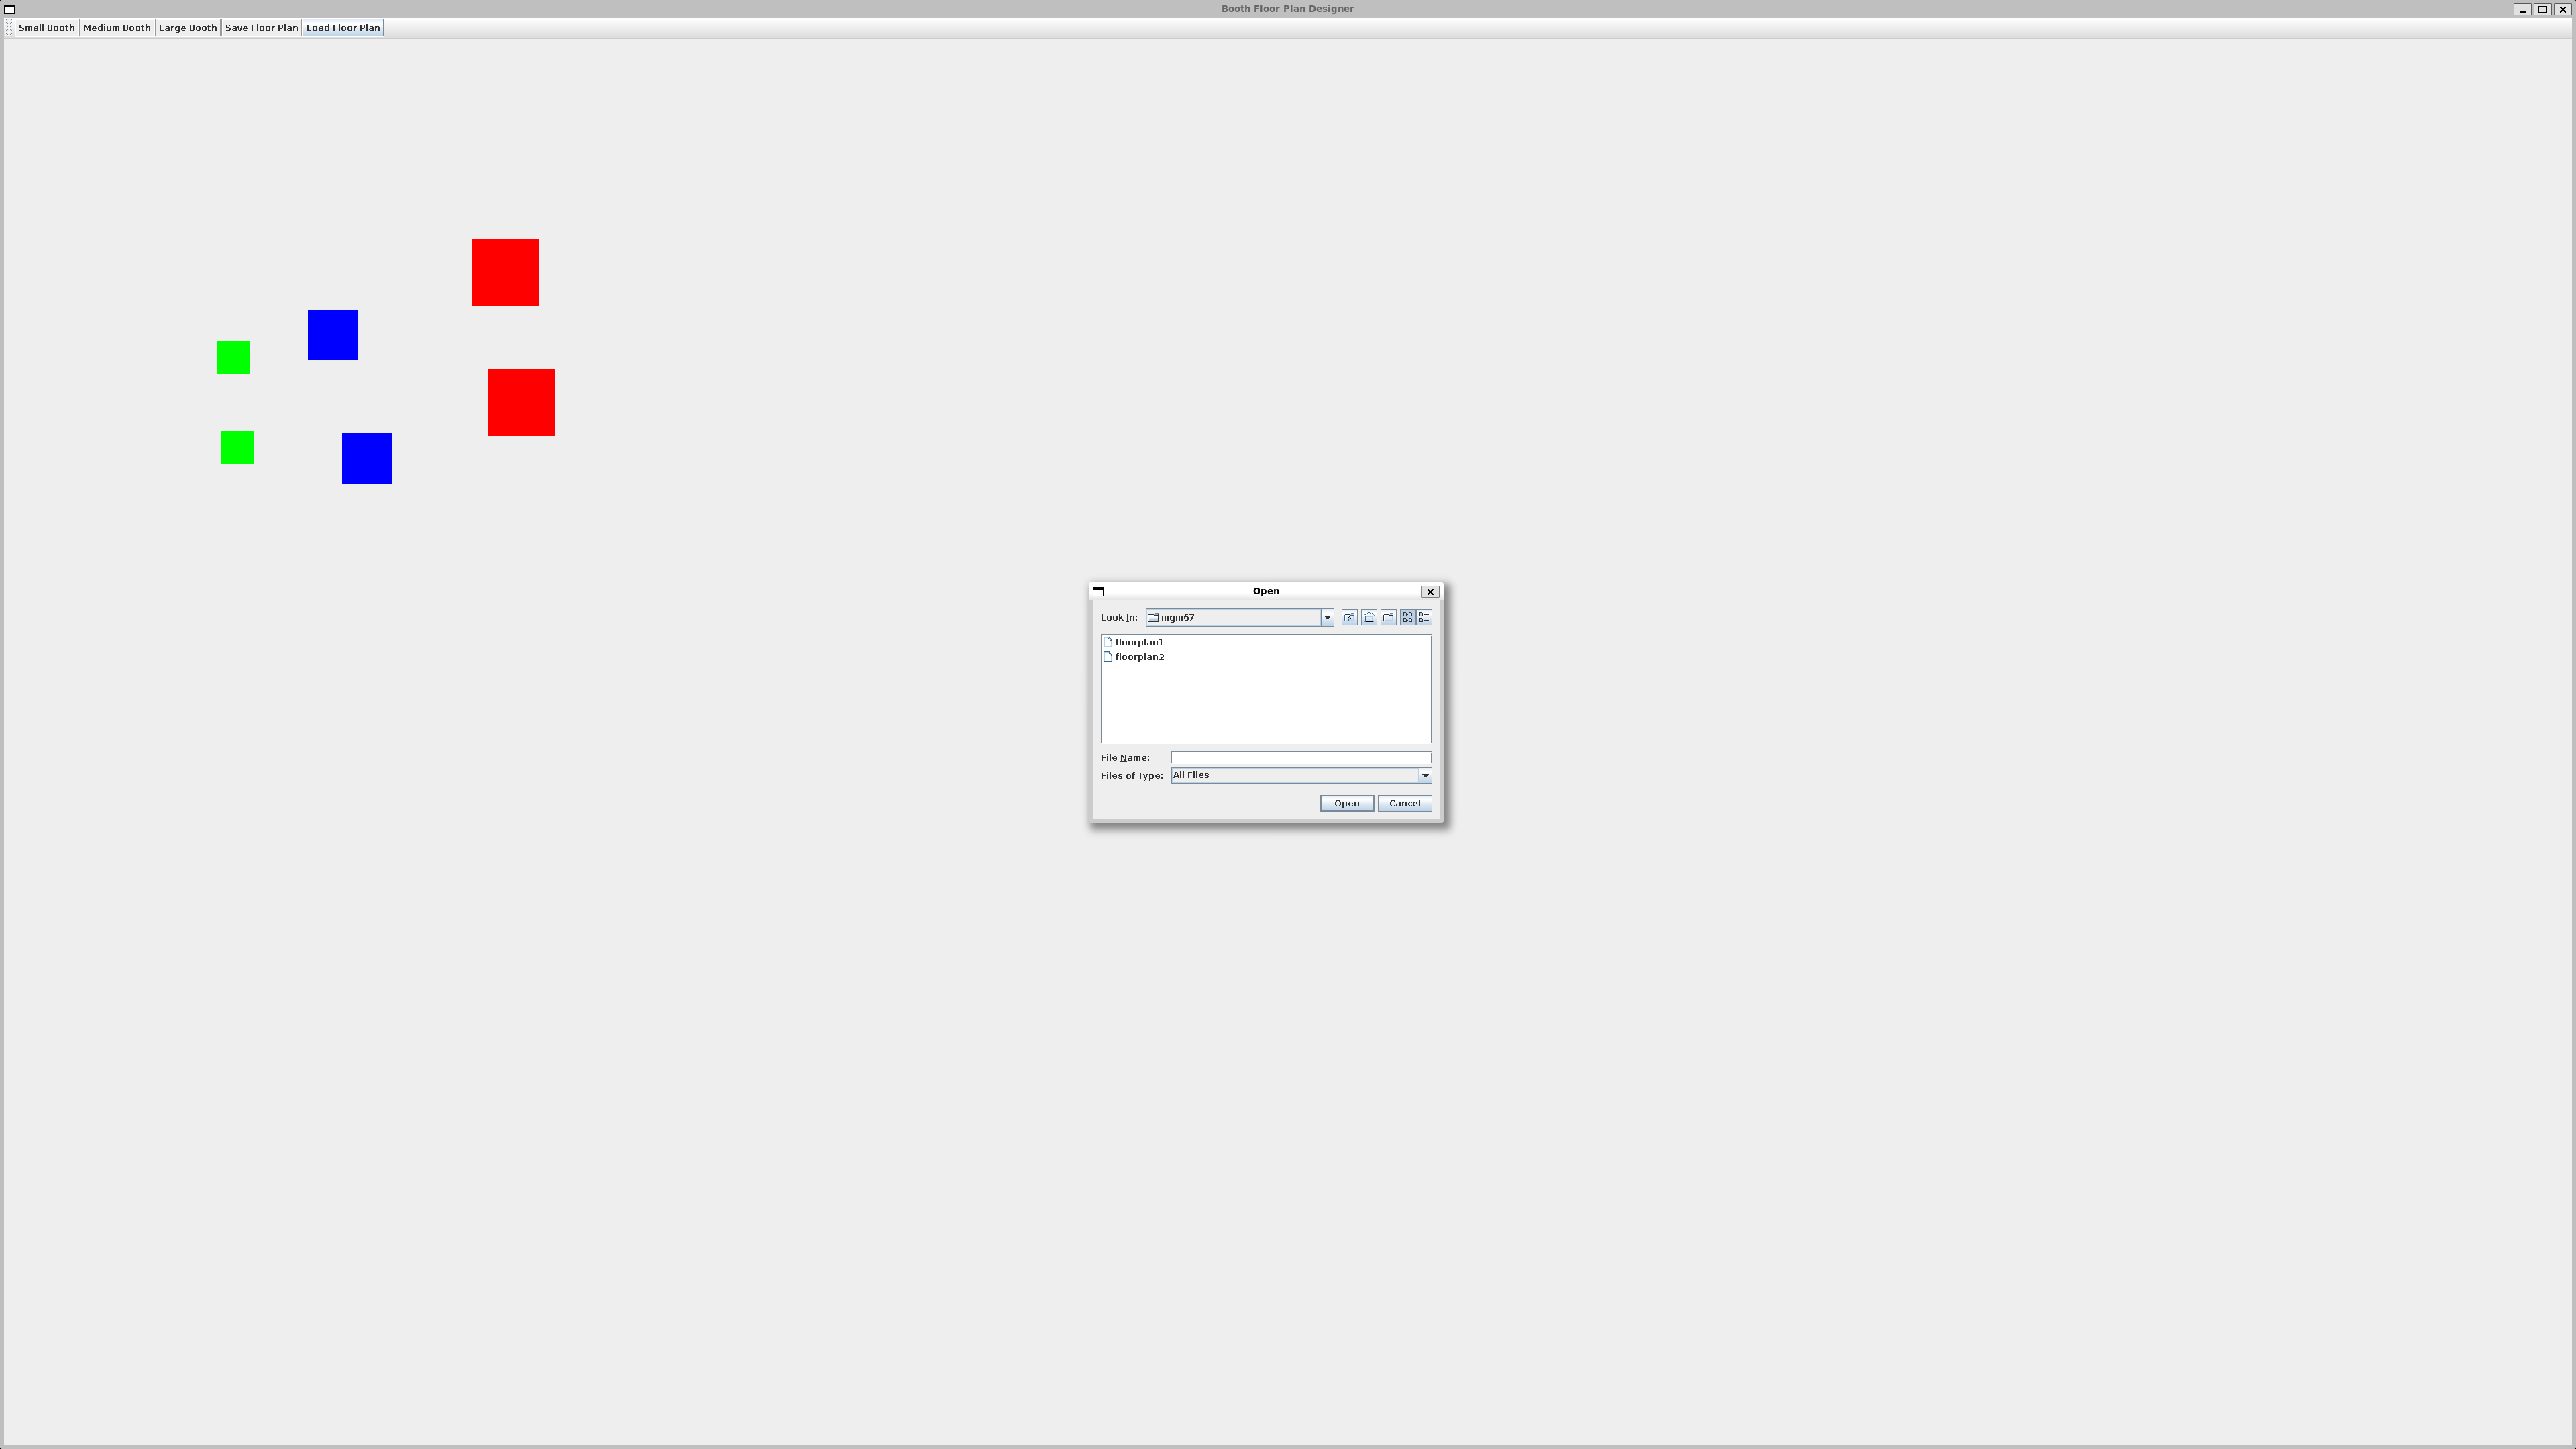 Booth Floor Plan Designer
Small Booth Medium Booth Large Booth Save Floor Plan Load Floor Plan
Open
Look In: mgm67
floorplan1
floorplan2
File Name:
Files of Type: All Files
Open Cancel